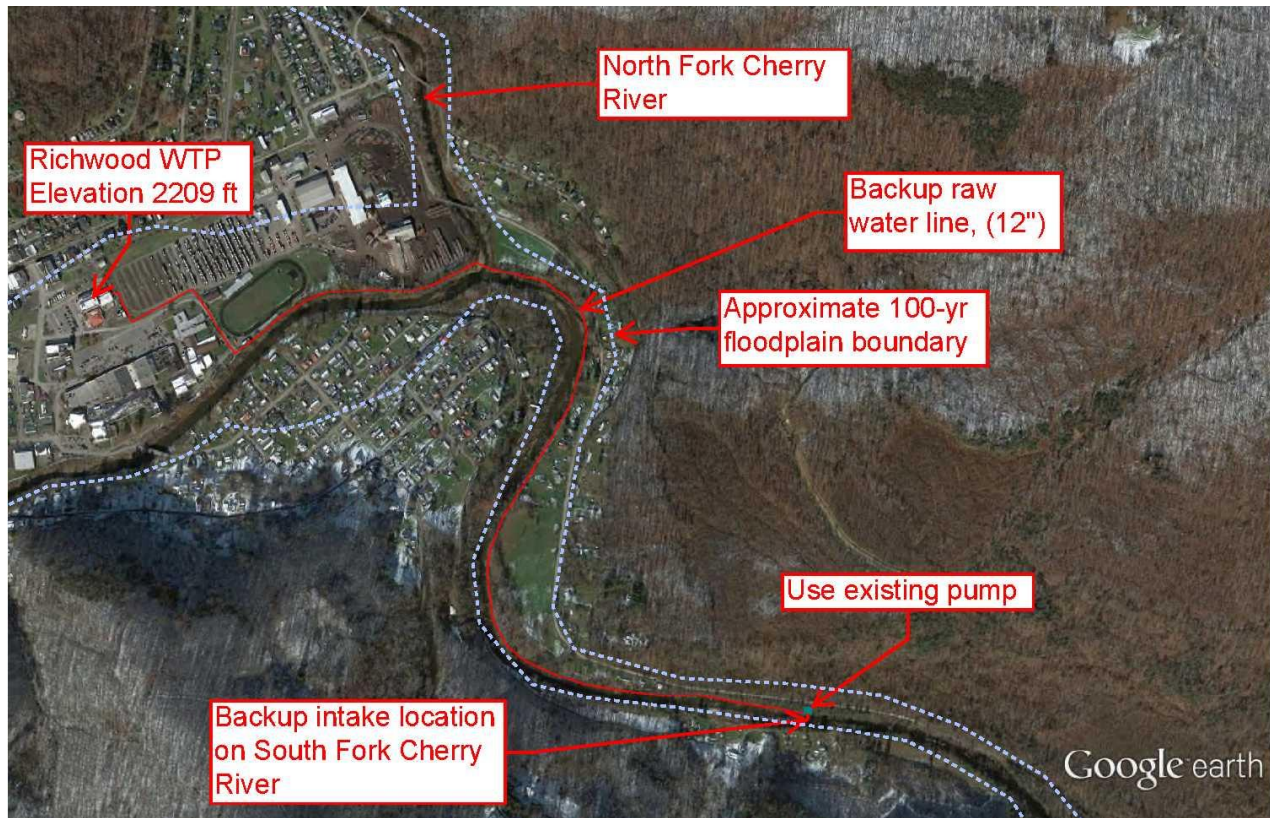 North Fork Cherry
River
Richwood WTP
Elevation 2209 ft
Backup raw
water line, (12")
Approximate 100-yr
floodplain boundary
Use existing pump
Backup intake location
on South Fork Cherry
River
Google earth